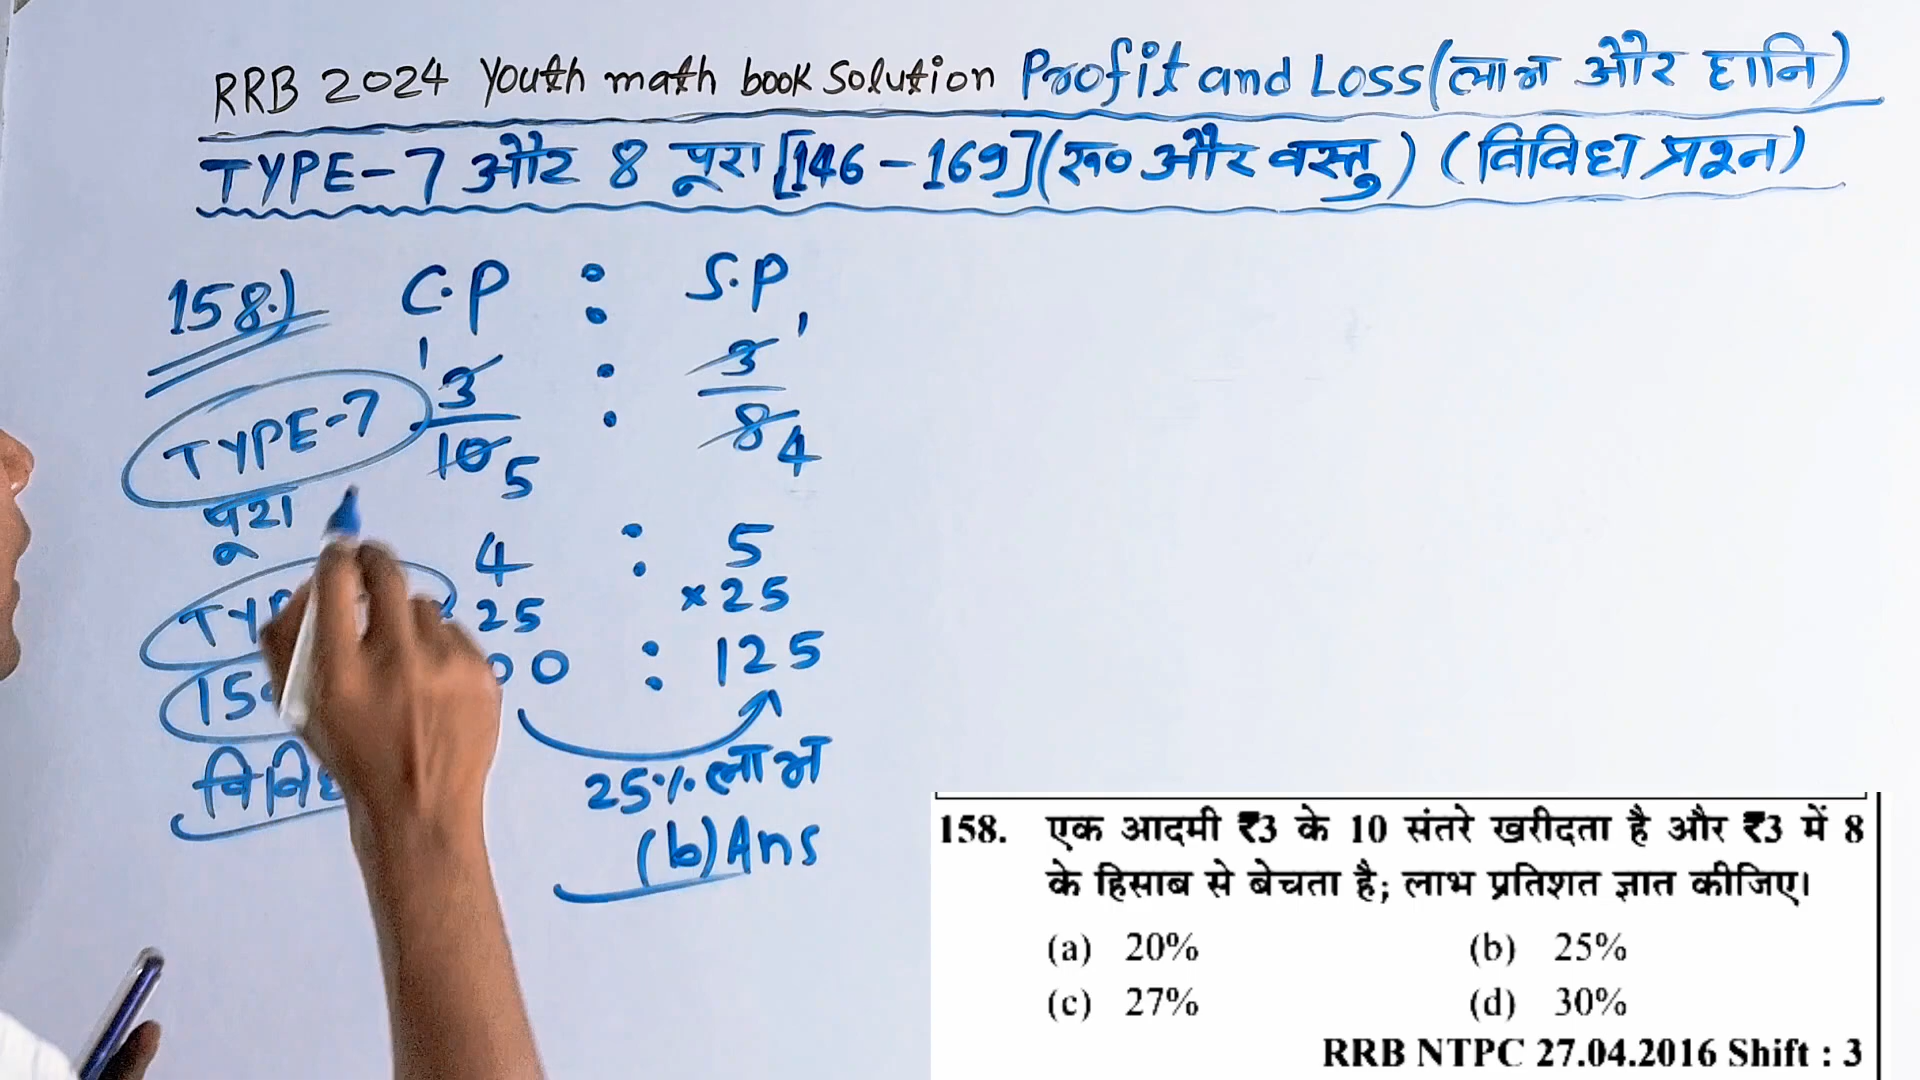 RRB 2024 Youth math book Solution Profit and Loss (लाभ और हानि)
TYPE-7 और 8 पूरा [146-169] (रू० और वस्तु) (विविध प्रश्न)
158.) C.P : S.P
1 3 : 3 1
TYPE-7 10 5 8 4
पूरा
4 : 5
25 ×25
00 : 125
25% लाभ
(b) Ans
158. एक आदमी ₹3 के 10 संतरे खरीदता है और ₹3 में 8
के हिसाब से बेचता है; लाभ प्रतिशत ज्ञात कीजिए।
(a) 20% (b) 25%
(c) 27% (d) 30%
RRB NTPC 27.04.2016 Shift : 3